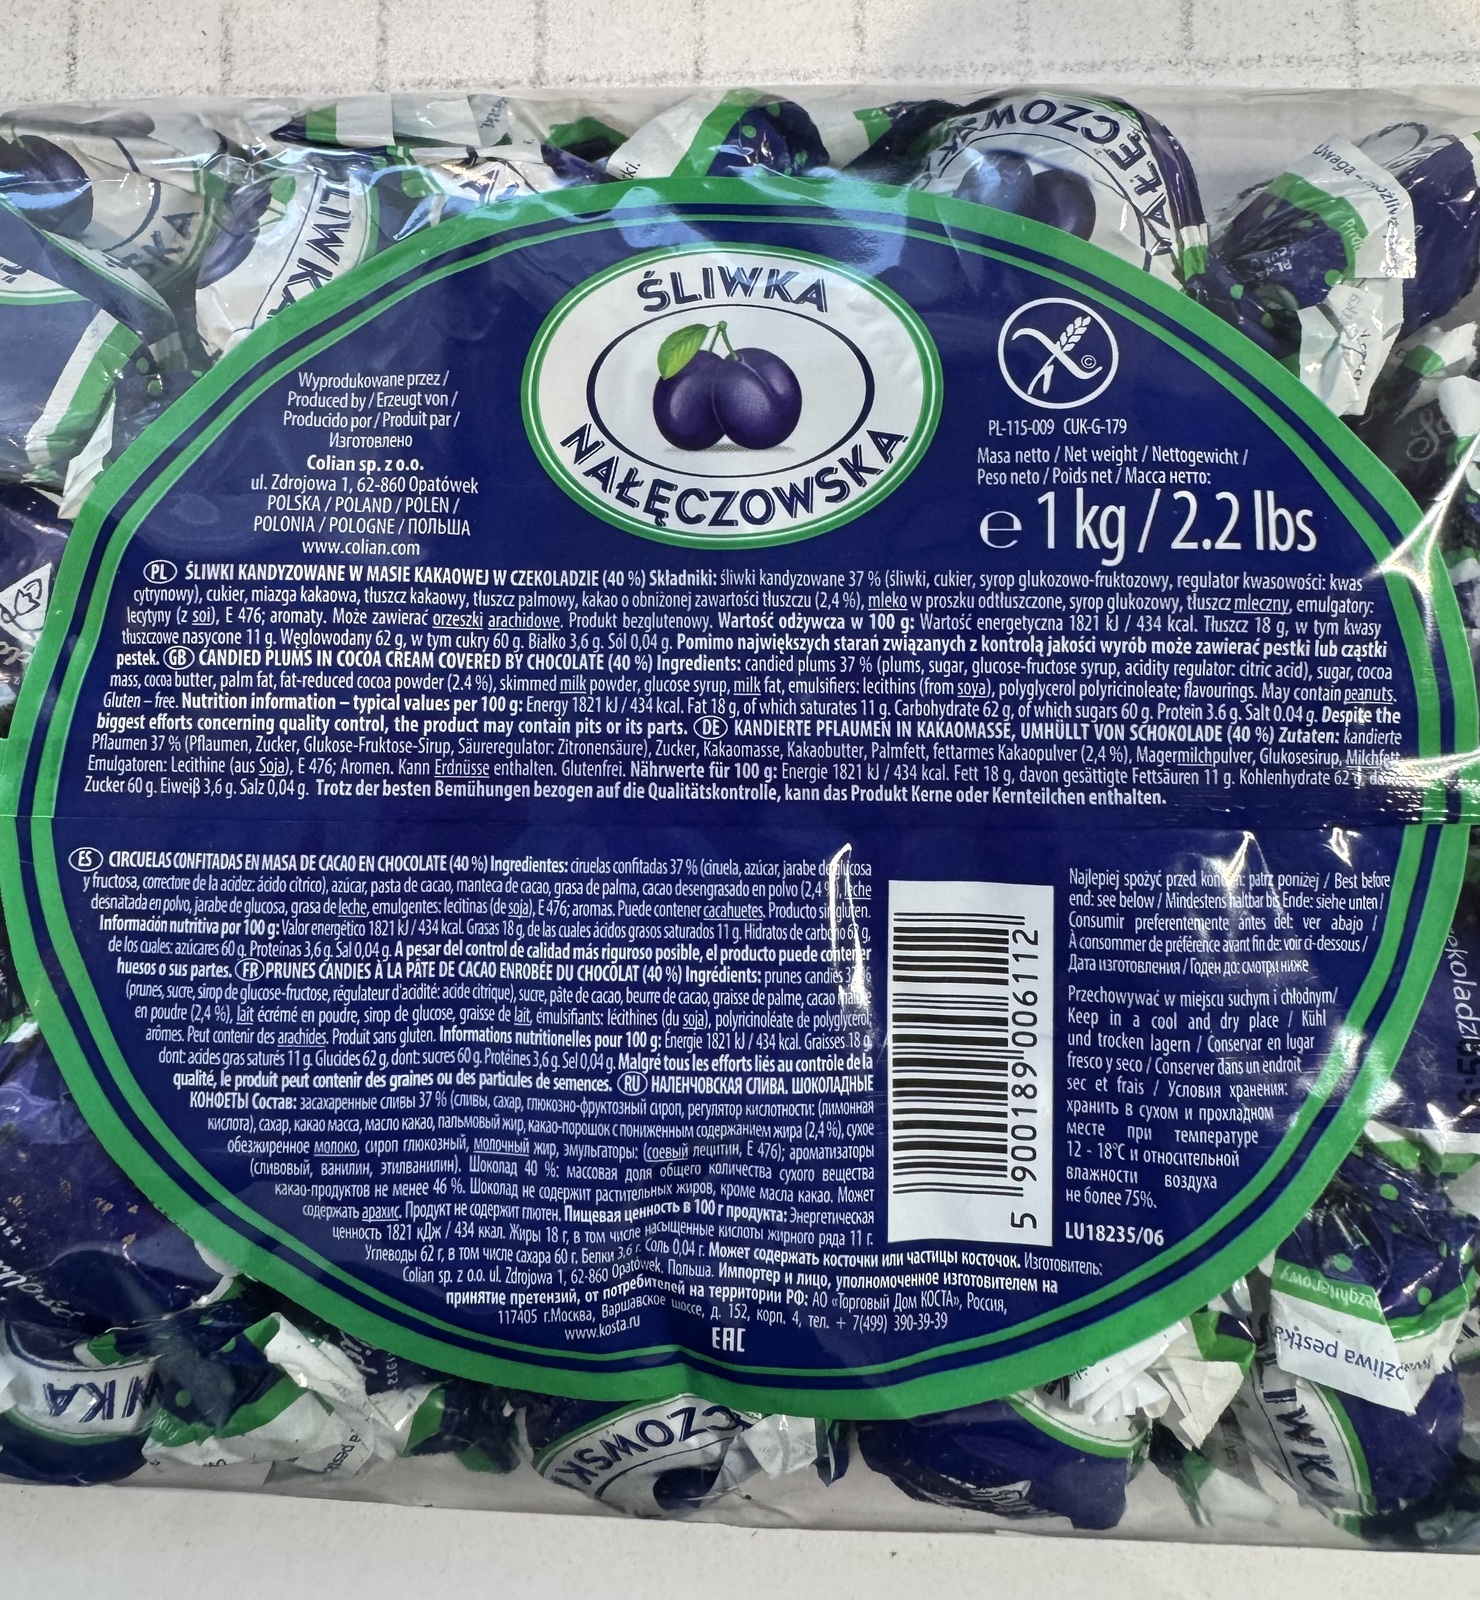 ŚLIWKA
NAŁĘCZOWSKA
Wyprodukowane przez /
Produced by / Erzeugt von /
Producido por / Produit par /
Изготовлено
Colian sp. z o.o.
ul. Zdrojowa 1, 62-860 Opatówek
POLSKA / POLAND / POLEN /
POLONIA / POLOGNE / ПОЛЬША
www.colian.com
PL-115-009 CUK-G-179
Masa netto / Net weight / Nettogewicht /
Peso neto / Poids net / Масса нетто:
℮ 1 kg / 2.2 lbs
PL ŚLIWKI KANDYZOWANE W MASIE KAKAOWEJ W CZEKOLADZIE (40 %) Składniki: śliwki kandyzowane 37 % (śliwki, cukier, syrop glukozowo-fruktozowy, regulator kwasowości: kwas
cytrynowy), cukier, miazga kakaowa, tłuszcz kakaowy, tłuszcz palmowy, kakao o obniżonej zawartości tłuszczu (2,4 %), mleko w proszku odtłuszczone, syrop glukozowy, tłuszcz mleczny, emulgatory:
lecytyny (z soi), E 476; aromaty. Może zawierać orzeszki arachidowe. Produkt bezglutenowy. Wartość odżywcza w 100 g: Wartość energetyczna 1821 kJ / 434 kcal. Tłuszcz 18 g, w tym kwasy
tłuszczowe nasycone 11 g. Węglowodany 62 g, w tym cukry 60 g. Białko 3,6 g. Sól 0,04 g. Pomimo największych starań związanych z kontrolą jakości wyrób może zawierać pestki lub cząstki
pestek. GB CANDIED PLUMS IN COCOA CREAM COVERED BY CHOCOLATE (40 %) Ingredients: candied plums 37 % (plums, sugar, glucose-fructose syrup, acidity regulator: citric acid), sugar, cocoa
mass, cocoa butter, palm fat, fat-reduced cocoa powder (2.4 %), skimmed milk powder, glucose syrup, milk fat, emulsifiers: lecithins (from soya), polyglycerol polyricinoleate; flavourings. May contain peanuts.
Gluten – free. Nutrition information – typical values per 100 g: Energy 1821 kJ / 434 kcal. Fat 18 g, of which saturates 11 g. Carbohydrate 62 g, of which sugars 60 g. Protein 3.6 g. Salt 0.04 g. Despite the
biggest efforts concerning quality control, the product may contain pits or its parts. DE KANDIERTE PFLAUMEN IN KAKAOMASSE, UMHÜLLT VON SCHOKOLADE (40 %) Zutaten: kandierte
Pflaumen 37 % (Pflaumen, Zucker, Glukose-Fruktose-Sirup, Säureregulator: Zitronensäure), Zucker, Kakaomasse, Kakaobutter, Palmfett, fettarmes Kakaopulver (2,4 %), Magermilchpulver, Glukosesirup, Milchfett,
Emulgatoren: Lecithine (aus Soja), E 476; Aromen. Kann Erdnüsse enthalten. Glutenfrei. Nährwerte für 100 g: Energie 1821 kJ / 434 kcal. Fett 18 g, davon gesättigte Fettsäuren 11 g. Kohlenhydrate 62 g, davon
Zucker 60 g. Eiweiß 3,6 g. Salz 0,04 g. Trotz der besten Bemühungen bezogen auf die Qualitätskontrolle, kann das Produkt Kerne oder Kernteilchen enthalten.
ES CIRCUELAS CONFITADAS EN MASA DE CACAO EN CHOCOLATE (40 %) Ingredientes: ciruelas confitadas 37 % (ciruela, azúcar, jarabe de glucosa
y fructosa, correctore de la acidez: ácido cítrico), azúcar, pasta de cacao, manteca de cacao, grasa de palma, cacao desengrasado en polvo (2,4 %), leche
desnatada en polvo, jarabe de glucosa, grasa de leche, emulgentes: lecitinas (de soja), E 476; aromas. Puede contener cacahuetes. Producto sin gluten.
Información nutritiva por 100 g: Valor energético 1821 kJ / 434 kcal. Grasas 18 g, de las cuales ácidos grasos saturados 11 g. Hidratos de carbono 62 g,
de los cuales: azúcares 60 g. Proteínas 3,6 g. Sal 0,04 g. A pesar del control de calidad más riguroso posible, el producto puede contener
huesos o sus partes. FR PRUNES CANDIES À LA PÂTE DE CACAO ENROBÉE DU CHOCOLAT (40 %) Ingrédients: prunes candies 37 %
(prunes, sucre, sirop de glucose-fructose, régulateur d'acidité: acide citrique), sucre, pâte de cacao, beurre de cacao, graisse de palme, cacao maigre
en poudre (2,4 %), lait écrémé en poudre, sirop de glucose, graisse de lait, émulsifiants: lécithines (du soja), polyricinoléate de polyglycérol;
arômes. Peut contenir des arachides. Produit sans gluten. Informations nutritionelles pour 100 g: Énergie 1821 kJ / 434 kcal. Graisses 18 g,
dont: acides gras saturés 11 g. Glucides 62 g, dont: sucres 60 g. Protéines 3,6 g. Sel 0,04 g. Malgré tous les efforts liés au contrôle de la
qualité, le produit peut contenir des graines ou des particules de semences. RU НАЛЕНЧОВСКАЯ СЛИВА. ШОКОЛАДНЫЕ
КОНФЕТЫ Состав: засахаренные сливы 37 % (сливы, сахар, глюкозно-фруктозный сироп, регулятор кислотности: (лимонная
кислота), сахар, какао масса, масло какао, пальмовый жир, какао-порошок с пониженным содержанием жира (2,4 %), сухое
обезжиренное молоко, сироп глюкозный, молочный жир, эмульгаторы: (соевый лецитин, E 476); ароматизаторы
(сливовый, ванилин, этилванилин). Шоколад 40 %: массовая доля общего количества сухого вещества
какао-продуктов не менее 46 %. Шоколад не содержит растительных жиров, кроме масла какао. Может
содержать арахис. Продукт не содержит глютен. Пищевая ценность в 100 г продукта: Энергетическая
ценность 1821 кДж / 434 ккал. Жиры 18 г, в том числе насыщенные кислоты жирного ряда 11 г.
Углеводы 62 г, в том числе сахара 60 г. Белки 3,6 г. Соль 0,04 г. Может содержать косточки или частицы косточек. Изготовитель:
Colian sp. z o.o. ul. Zdrojowa 1, 62-860 Opatówek. Польша. Импортер и лицо, уполномоченное изготовителем на
принятие претензий, от потребителей на территории РФ: АО «Торговый Дом КОСТА», Россия,
117405 г.Москва, Варшавское шоссе, д. 152, корп. 4, тел. + 7(499) 390-39-39
www.kosta.ru
EAC
5 900189 006112
Najlepiej spożyć przed końcem: patrz poniżej / Best before
end: see below / Mindestens haltbar bis Ende: siehe unten /
Consumir preferentemente ántes del: ver abajo /
À consommer de préférence avant fin de: voir ci-dessous /
Дата изготовления / Годен до: смотри ниже
Przechowywać w miejscu suchym i chłodnym/
Keep in a cool and dry place / Kühl
und trocken lagern / Conservar en lugar
fresco y seco / Conserver dans un endroit
sec et frais / Условия хранения:
хранить в сухом и прохладном
месте при температуре
12 - 18°С и относительной
влажности воздуха
не более 75%.
LU18235/06